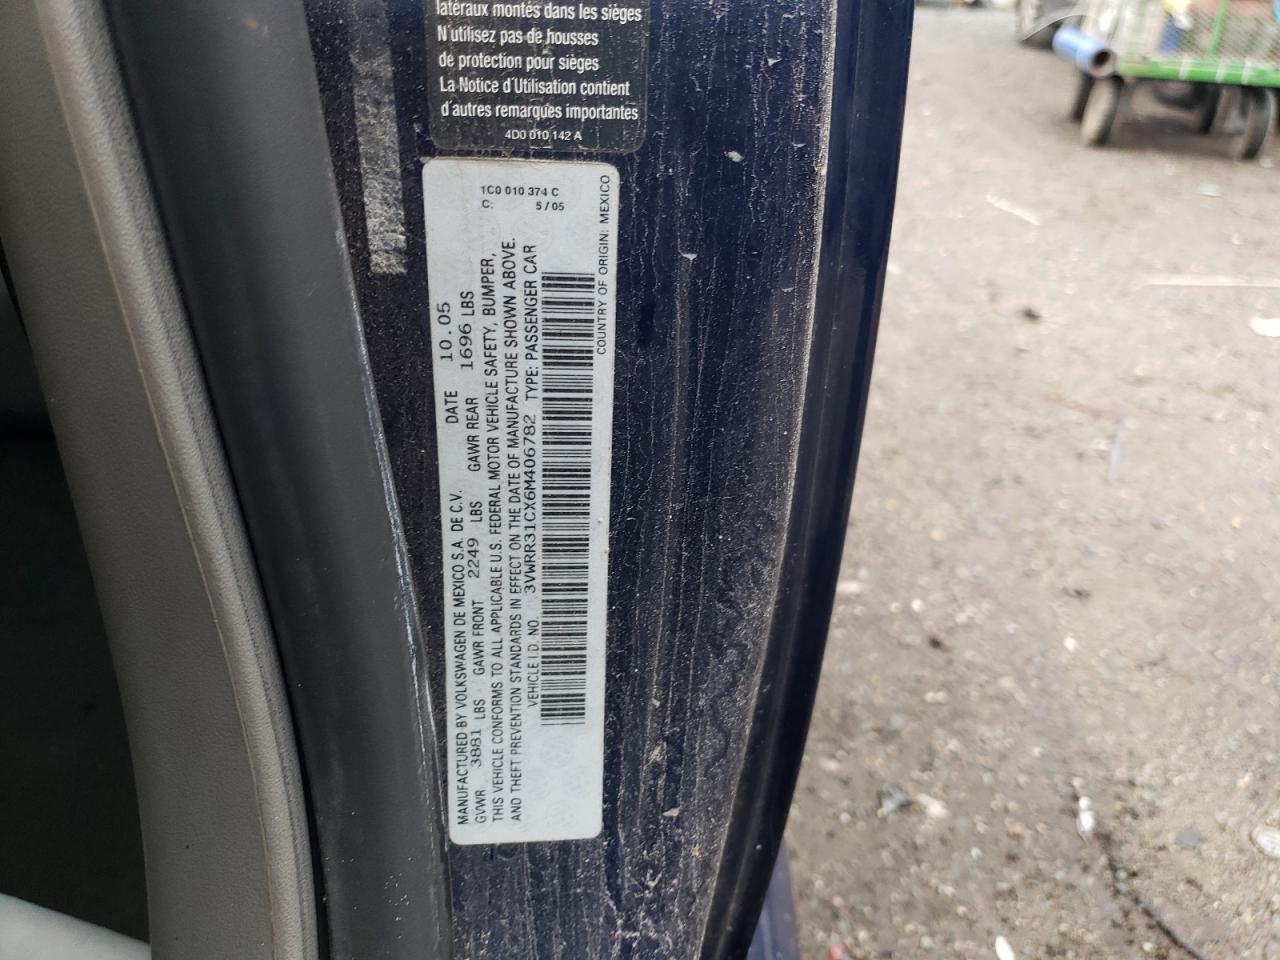 latéraux montés dans les sièges
N'utilisez pas de housses
de protection pour sièges
La Notice d'Utilisation contient
d'autres remarques importantes
4D0 010 142 A
1C0 010 374 C
C: 5/05
MANUFACTURED BY VOLKSWAGEN DE MEXICO S.A. DE C.V. DATE 10.05
GVWR 3881 LBS GAWR FRONT 2249 LBS GAWR REAR 1696 LBS
THIS VEHICLE CONFORMS TO ALL APPLICABLE U.S. FEDERAL MOTOR VEHICLE SAFETY, BUMPER,
AND THEFT PREVENTION STANDARDS IN EFFECT ON THE DATE OF MANUFACTURE SHOWN ABOVE.
VEHICLE I.D. NO. 3VWRR31CX6M406782 TYPE: PASSENGER CAR
COUNTRY OF ORIGIN: MEXICO